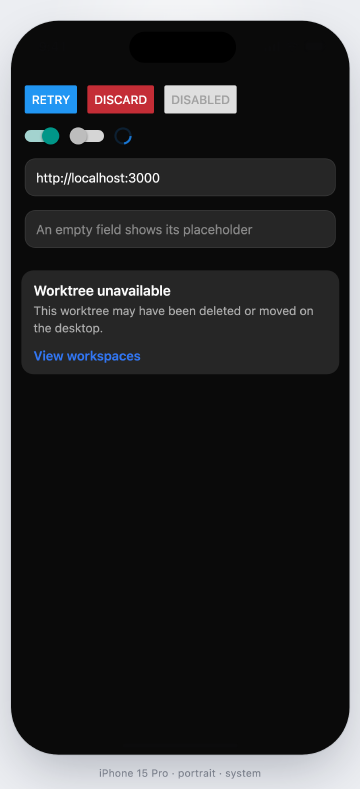 RETRY DISCARD DISABLED
http://localhost:3000
An empty field shows its placeholder
Worktree unavailable
This worktree may have been deleted or moved on
the desktop.
View workspaces
iPhone 15 Pro · portrait · system